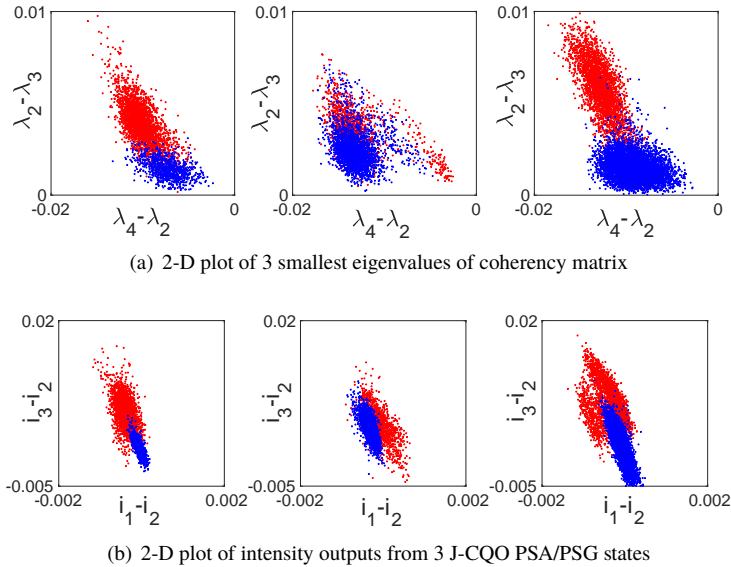 0.01
0.01
0.01
λ2-λ3
λ2-λ3
λ2-λ3
0
0
0
-0.02
0
-0.02
0
-0.02
0
λ4-λ2
λ4-λ2
λ4-λ2
(a) 2-D plot of 3 smallest eigenvalues of coherency matrix
0.02
0.02
0.02
i3-i2
i3-i2
i3-i2
-0.005
-0.005
-0.005
-0.002
0.002
-0.002
0.002
-0.002
0.002
i1-i2
i1-i2
i1-i2
(b) 2-D plot of intensity outputs from 3 J-CQO PSA/PSG states